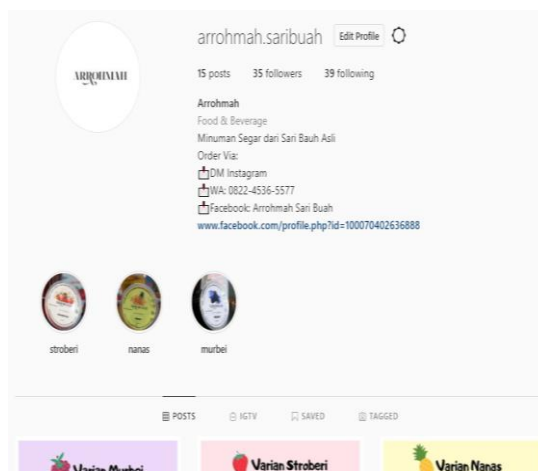 ARROHMAH
arrohmah.saribuah Edit Profile
15 posts 35 followers 39 following
Arrohmah
Food & Beverage
Minuman Segar dari Sari Bauh Asli
Order Via:
DM Instagram
WA: 0822-4536-5577
Facebook: Arrohmah Sari Buah
www.facebook.com/profile.php?id=100070402636888
stroberi nanas murbei
POSTS IGTV SAVED TAGGED
Varian Murbei Varian Stroberi Varian Nanas